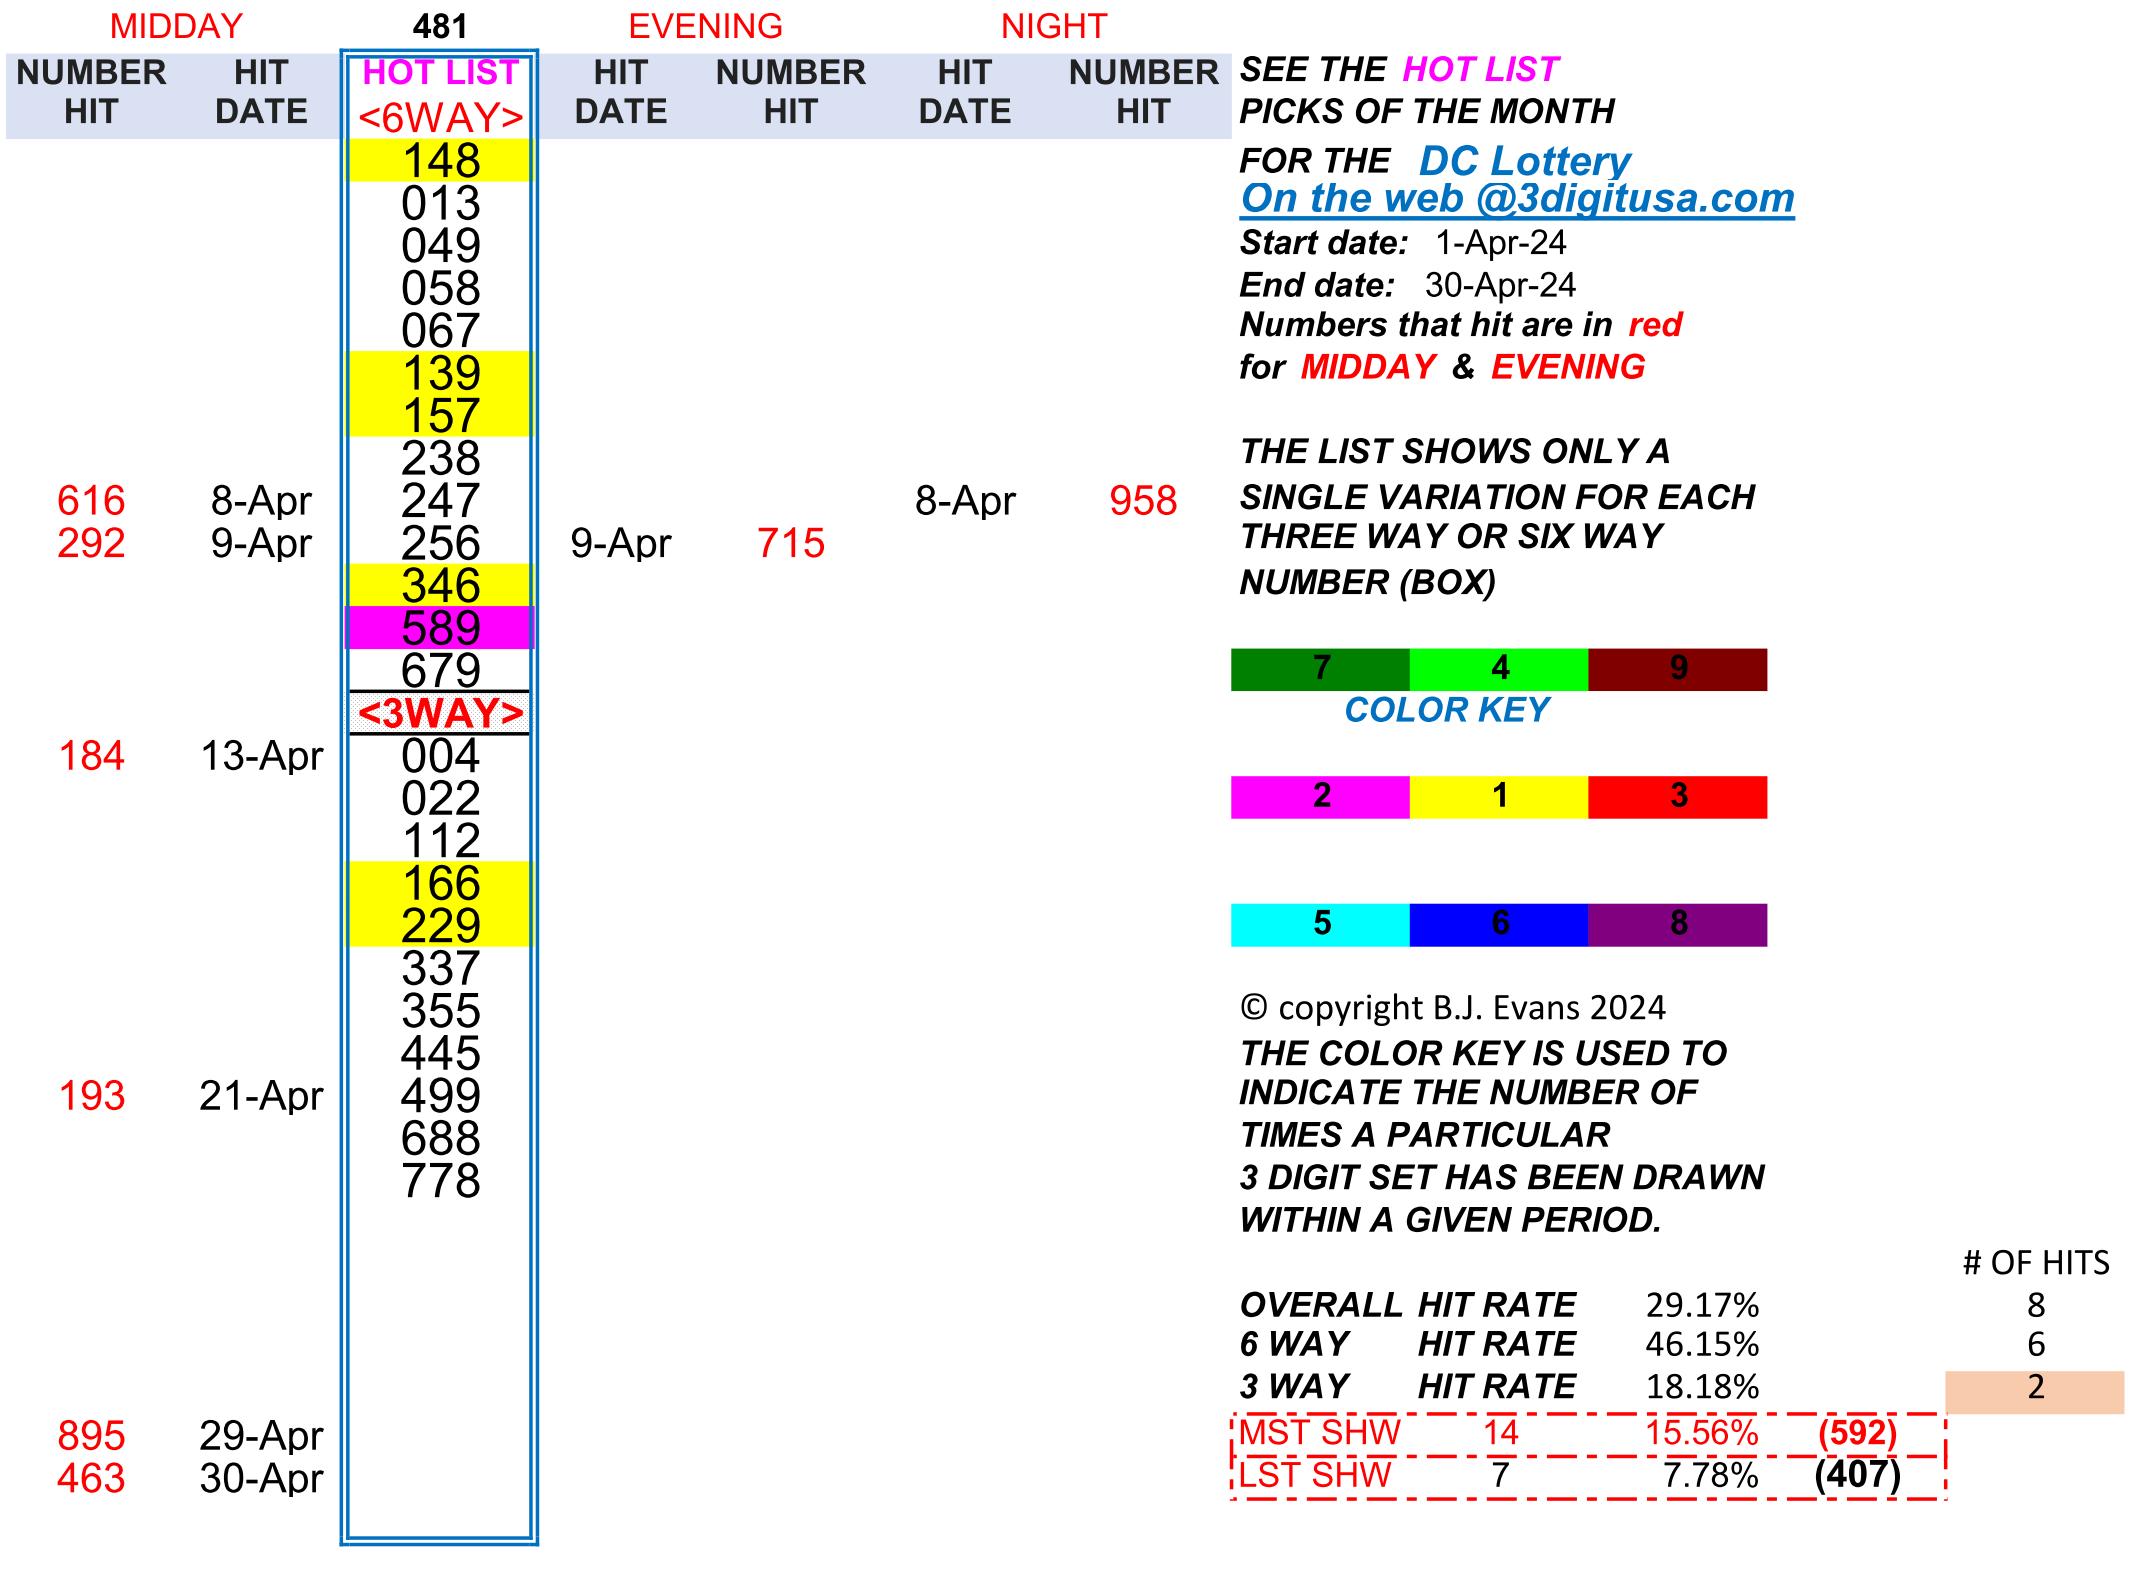 MIDDAY 481 EVENING NIGHT
NUMBER HIT HOT LIST HIT NUMBER HIT NUMBER SEE THE HOT LIST
HIT DATE <6WAY> DATE HIT DATE HIT PICKS OF THE MONTH
148 FOR THE DC Lottery
013 On the web @3digitusa.com
049 Start date: 1-Apr-24
058 End date: 30-Apr-24
067 Numbers that hit are in red
139 for MIDDAY & EVENING
157
238 THE LIST SHOWS ONLY A
616 8-Apr 247 8-Apr 958 SINGLE VARIATION FOR EACH
292 9-Apr 256 9-Apr 715 THREE WAY OR SIX WAY
346 NUMBER (BOX)
589
679 7 4 9
<3WAY> COLOR KEY
184 13-Apr 004
022 2 1 3
112
166
229 5 6 8
337
355 © copyright B.J. Evans 2024
445 THE COLOR KEY IS USED TO
193 21-Apr 499 INDICATE THE NUMBER OF
688 TIMES A PARTICULAR
778 3 DIGIT SET HAS BEEN DRAWN
WITHIN A GIVEN PERIOD.
# OF HITS
OVERALL HIT RATE 29.17% 8
6 WAY HIT RATE 46.15% 6
3 WAY HIT RATE 18.18% 2
895 29-Apr MST SHW 14 15.56% (592)
463 30-Apr LST SHW 7 7.78% (407)